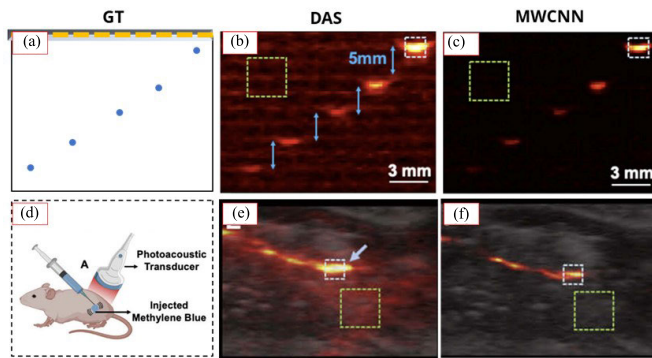 GT DAS MWCNN
(a) (b) (c)
5mm
3 mm 3 mm
(d) (e) (f)
A
Photoacoustic
Transducer
Injected
Methylene Blue